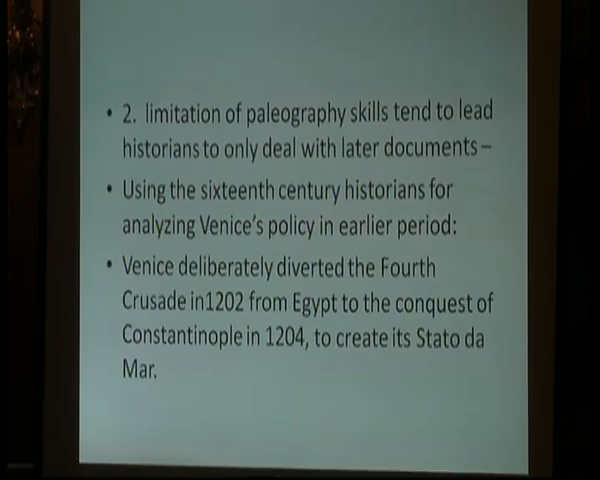 • 2. limitation of paleography skills tend to lead
historians to only deal with later documents –
• Using the sixteenth century historians for
analyzing Venice's policy in earlier period:
• Venice deliberately diverted the Fourth
Crusade in1202 from Egypt to the conquest of
Constantinople in 1204, to create its Stato da
Mar.